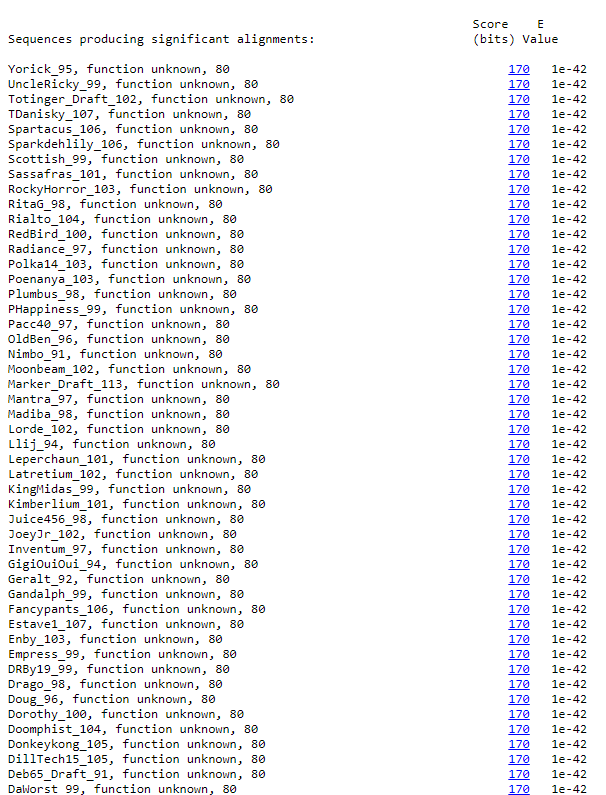 Score E
Sequences producing significant alignments: (bits) Value
Yorick_95, function unknown, 80 170 1e-42
UncleRicky_99, function unknown, 80 170 1e-42
Totinger_Draft_102, function unknown, 80 170 1e-42
TDanisky_107, function unknown, 80 170 1e-42
Spartacus_106, function unknown, 80 170 1e-42
Sparkdehlily_106, function unknown, 80 170 1e-42
Scottish_99, function unknown, 80 170 1e-42
Sassafras_101, function unknown, 80 170 1e-42
RockyHorror_103, function unknown, 80 170 1e-42
RitaG_98, function unknown, 80 170 1e-42
Rialto_104, function unknown, 80 170 1e-42
RedBird_100, function unknown, 80 170 1e-42
Radiance_97, function unknown, 80 170 1e-42
Polka14_103, function unknown, 80 170 1e-42
Poenanya_103, function unknown, 80 170 1e-42
Plumbus_98, function unknown, 80 170 1e-42
PHappiness_99, function unknown, 80 170 1e-42
Pacc40_97, function unknown, 80 170 1e-42
OldBen_96, function unknown, 80 170 1e-42
Nimbo_91, function unknown, 80 170 1e-42
Moonbeam_102, function unknown, 80 170 1e-42
Marker_Draft_113, function unknown, 80 170 1e-42
Mantra_97, function unknown, 80 170 1e-42
Madiba_98, function unknown, 80 170 1e-42
Lorde_102, function unknown, 80 170 1e-42
Llij_94, function unknown, 80 170 1e-42
Leperchaun_101, function unknown, 80 170 1e-42
Latretium_102, function unknown, 80 170 1e-42
KingMidas_99, function unknown, 80 170 1e-42
Kimberlium_101, function unknown, 80 170 1e-42
Juice456_98, function unknown, 80 170 1e-42
JoeyJr_102, function unknown, 80 170 1e-42
Inventum_97, function unknown, 80 170 1e-42
GigiOuiOui_94, function unknown, 80 170 1e-42
Geralt_92, function unknown, 80 170 1e-42
Gandalph_99, function unknown, 80 170 1e-42
Fancypants_106, function unknown, 80 170 1e-42
Estave1_107, function unknown, 80 170 1e-42
Enby_103, function unknown, 80 170 1e-42
Empress_99, function unknown, 80 170 1e-42
DRBy19_99, function unknown, 80 170 1e-42
Drago_98, function unknown, 80 170 1e-42
Doug_96, function unknown, 80 170 1e-42
Dorothy_100, function unknown, 80 170 1e-42
Doomphist_104, function unknown, 80 170 1e-42
Donkeykong_105, function unknown, 80 170 1e-42
DillTech15_105, function unknown, 80 170 1e-42
Deb65_Draft_91, function unknown, 80 170 1e-42
DaWorst_99, function unknown, 80 170 1e-42